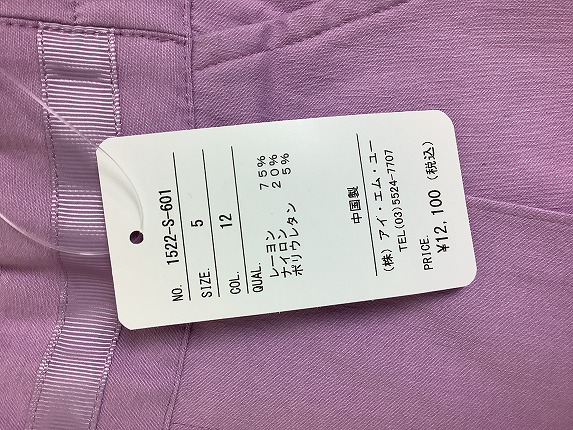 NO. 1522-S-601
SIZE. 5
COL. 12
QUAL.
レーヨン 75%
ナイロン 20%
ポリウレタン 5%
中国製
(株) アイ・エム・ユー
TEL(03)5524-7707
PRICE.
¥12,100 (税込)